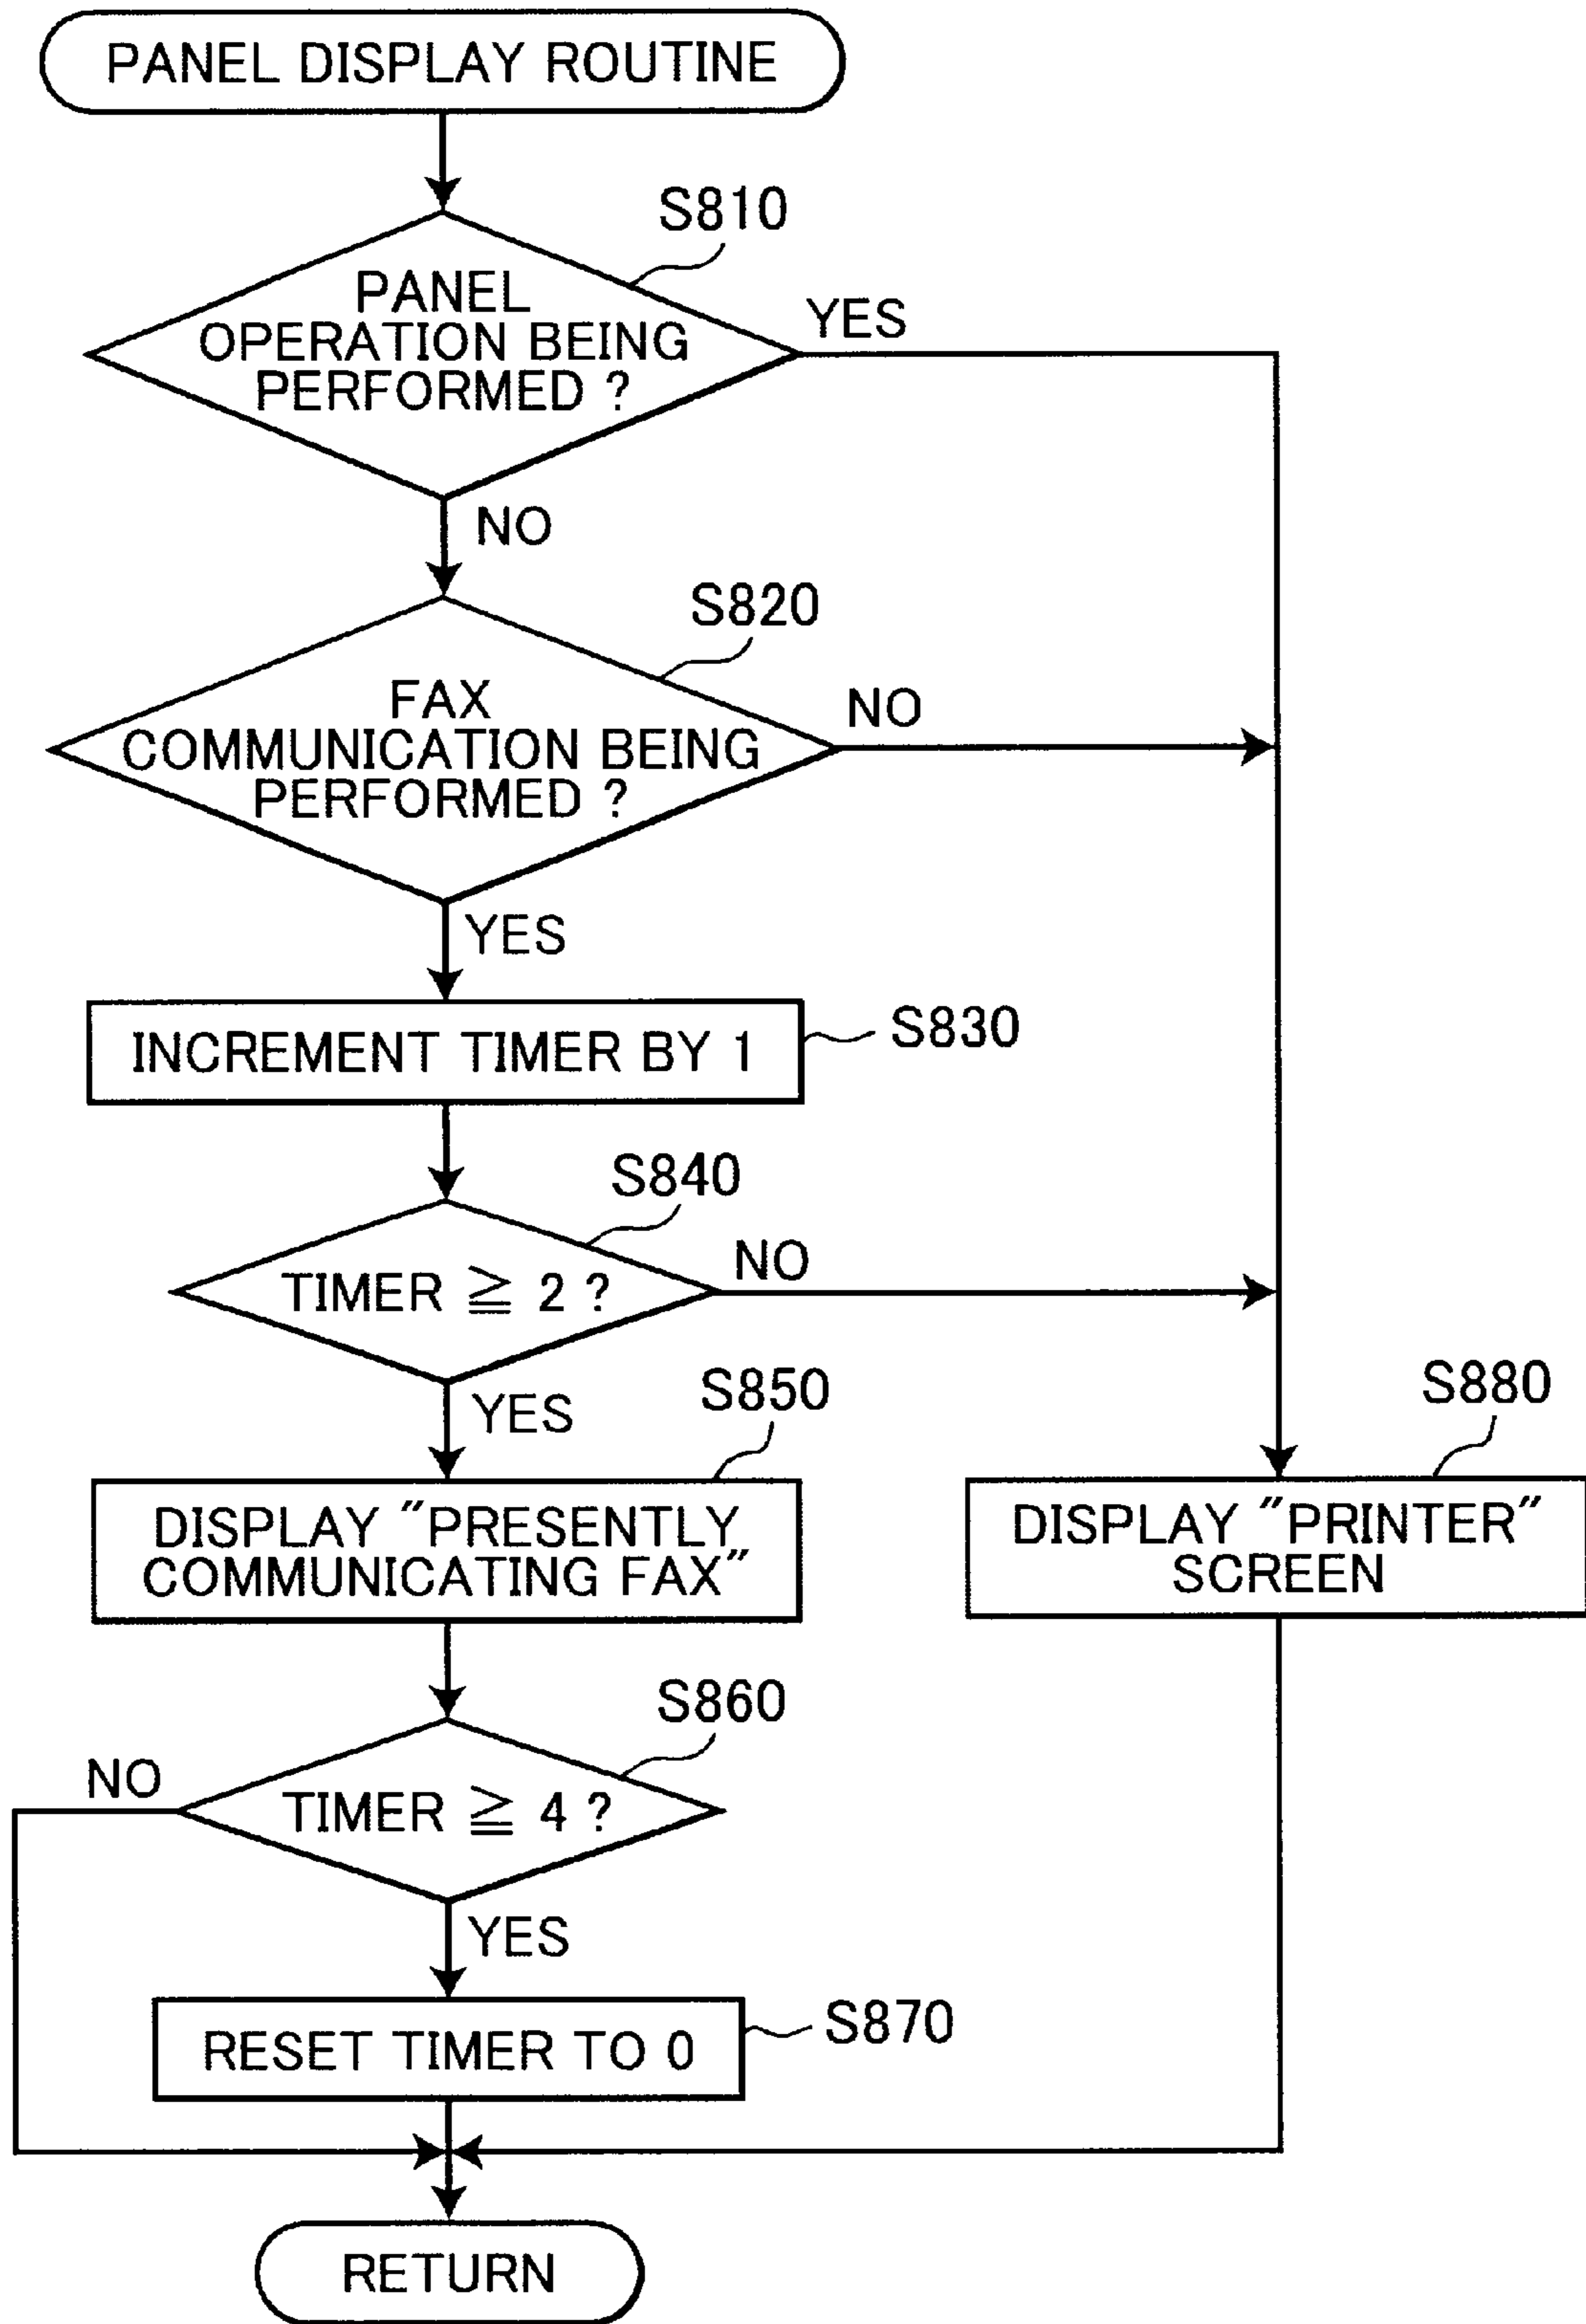 PANEL DISPLAY ROUTINE
S810
PANEL
OPERATION BEING
PERFORMED ?
YES
NO
S820
FAX
COMMUNICATION BEING
PERFORMED ?
NO
YES
INCREMENT TIMER BY 1
S830
S840
TIMER ≧ 2 ?
NO
YES
S850
DISPLAY "PRESENTLY
COMMUNICATING FAX"
S880
DISPLAY "PRINTER"
SCREEN
S860
TIMER ≧ 4 ?
NO
YES
RESET TIMER TO 0
S870
RETURN